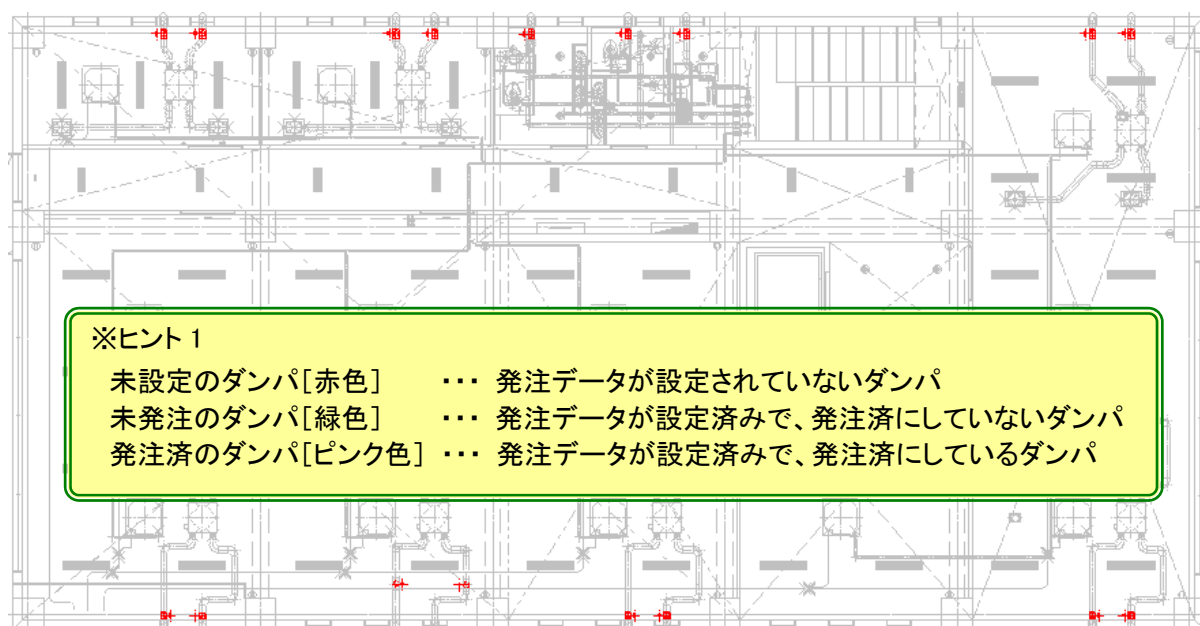 ※ヒント 1
未設定のダンパ[赤色] ･･･ 発注データが設定されていないダンパ
未発注のダンパ[緑色] ･･･ 発注データが設定済みで、発注済にしていないダンパ
発注済のダンパ[ピンク色] ･･･ 発注データが設定済みで、発注済にしているダンパ